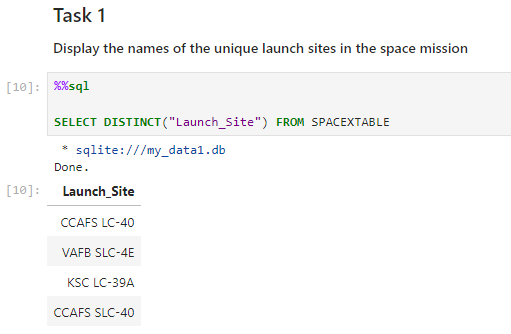 Task 1
Display the names of the unique launch sites in the space mission
[10]: %%sql
SELECT DISTINCT("Launch_Site") FROM SPACEXTABLE
* sqlite:///my_data1.db
Done.
[10]: Launch_Site
CCAFS LC-40
VAFB SLC-4E
KSC LC-39A
CCAFS SLC-40